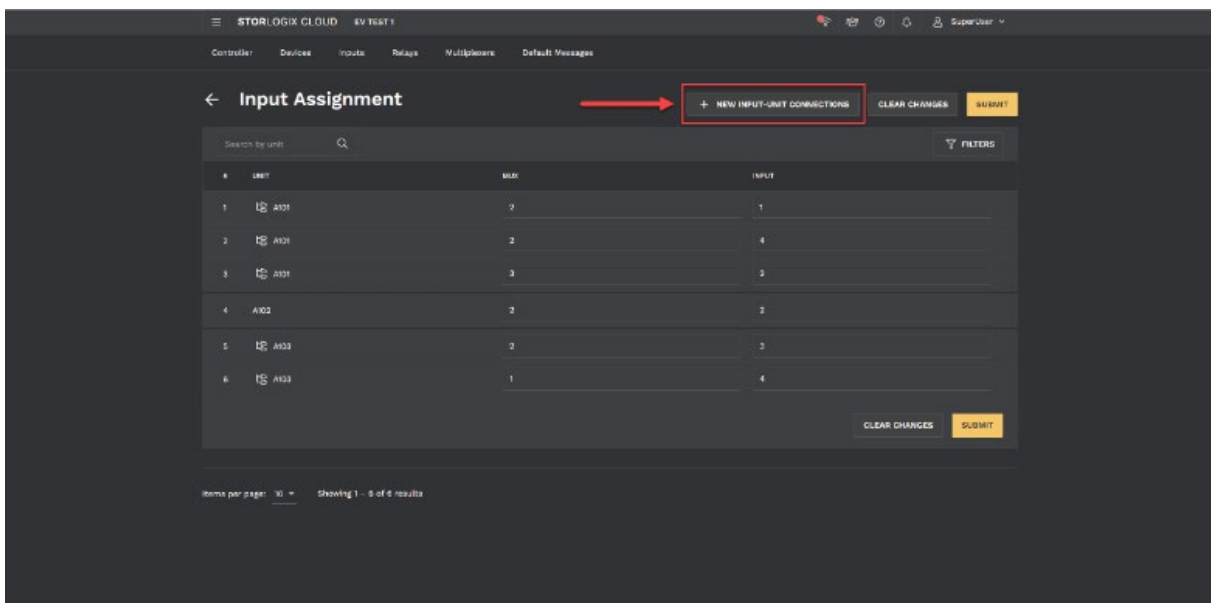 STORLOGIX CLOUD EV TEST 1 SuperUser
Controller Devices Inputs Relays Multiplexers Default Messages
Input Assignment + NEW INPUT-UNIT CONNECTIONS CLEAR CHANGES SUBMIT
Search by unit FILTERS
# UNIT MUX INPUT
1 A101 2 1
2 A101 2 4
3 A101 3 2
4 A102 2 2
5 A103 2 3
6 A103 1 4
CLEAR CHANGES SUBMIT
Items per page: 10 Showing 1 - 6 of 6 results